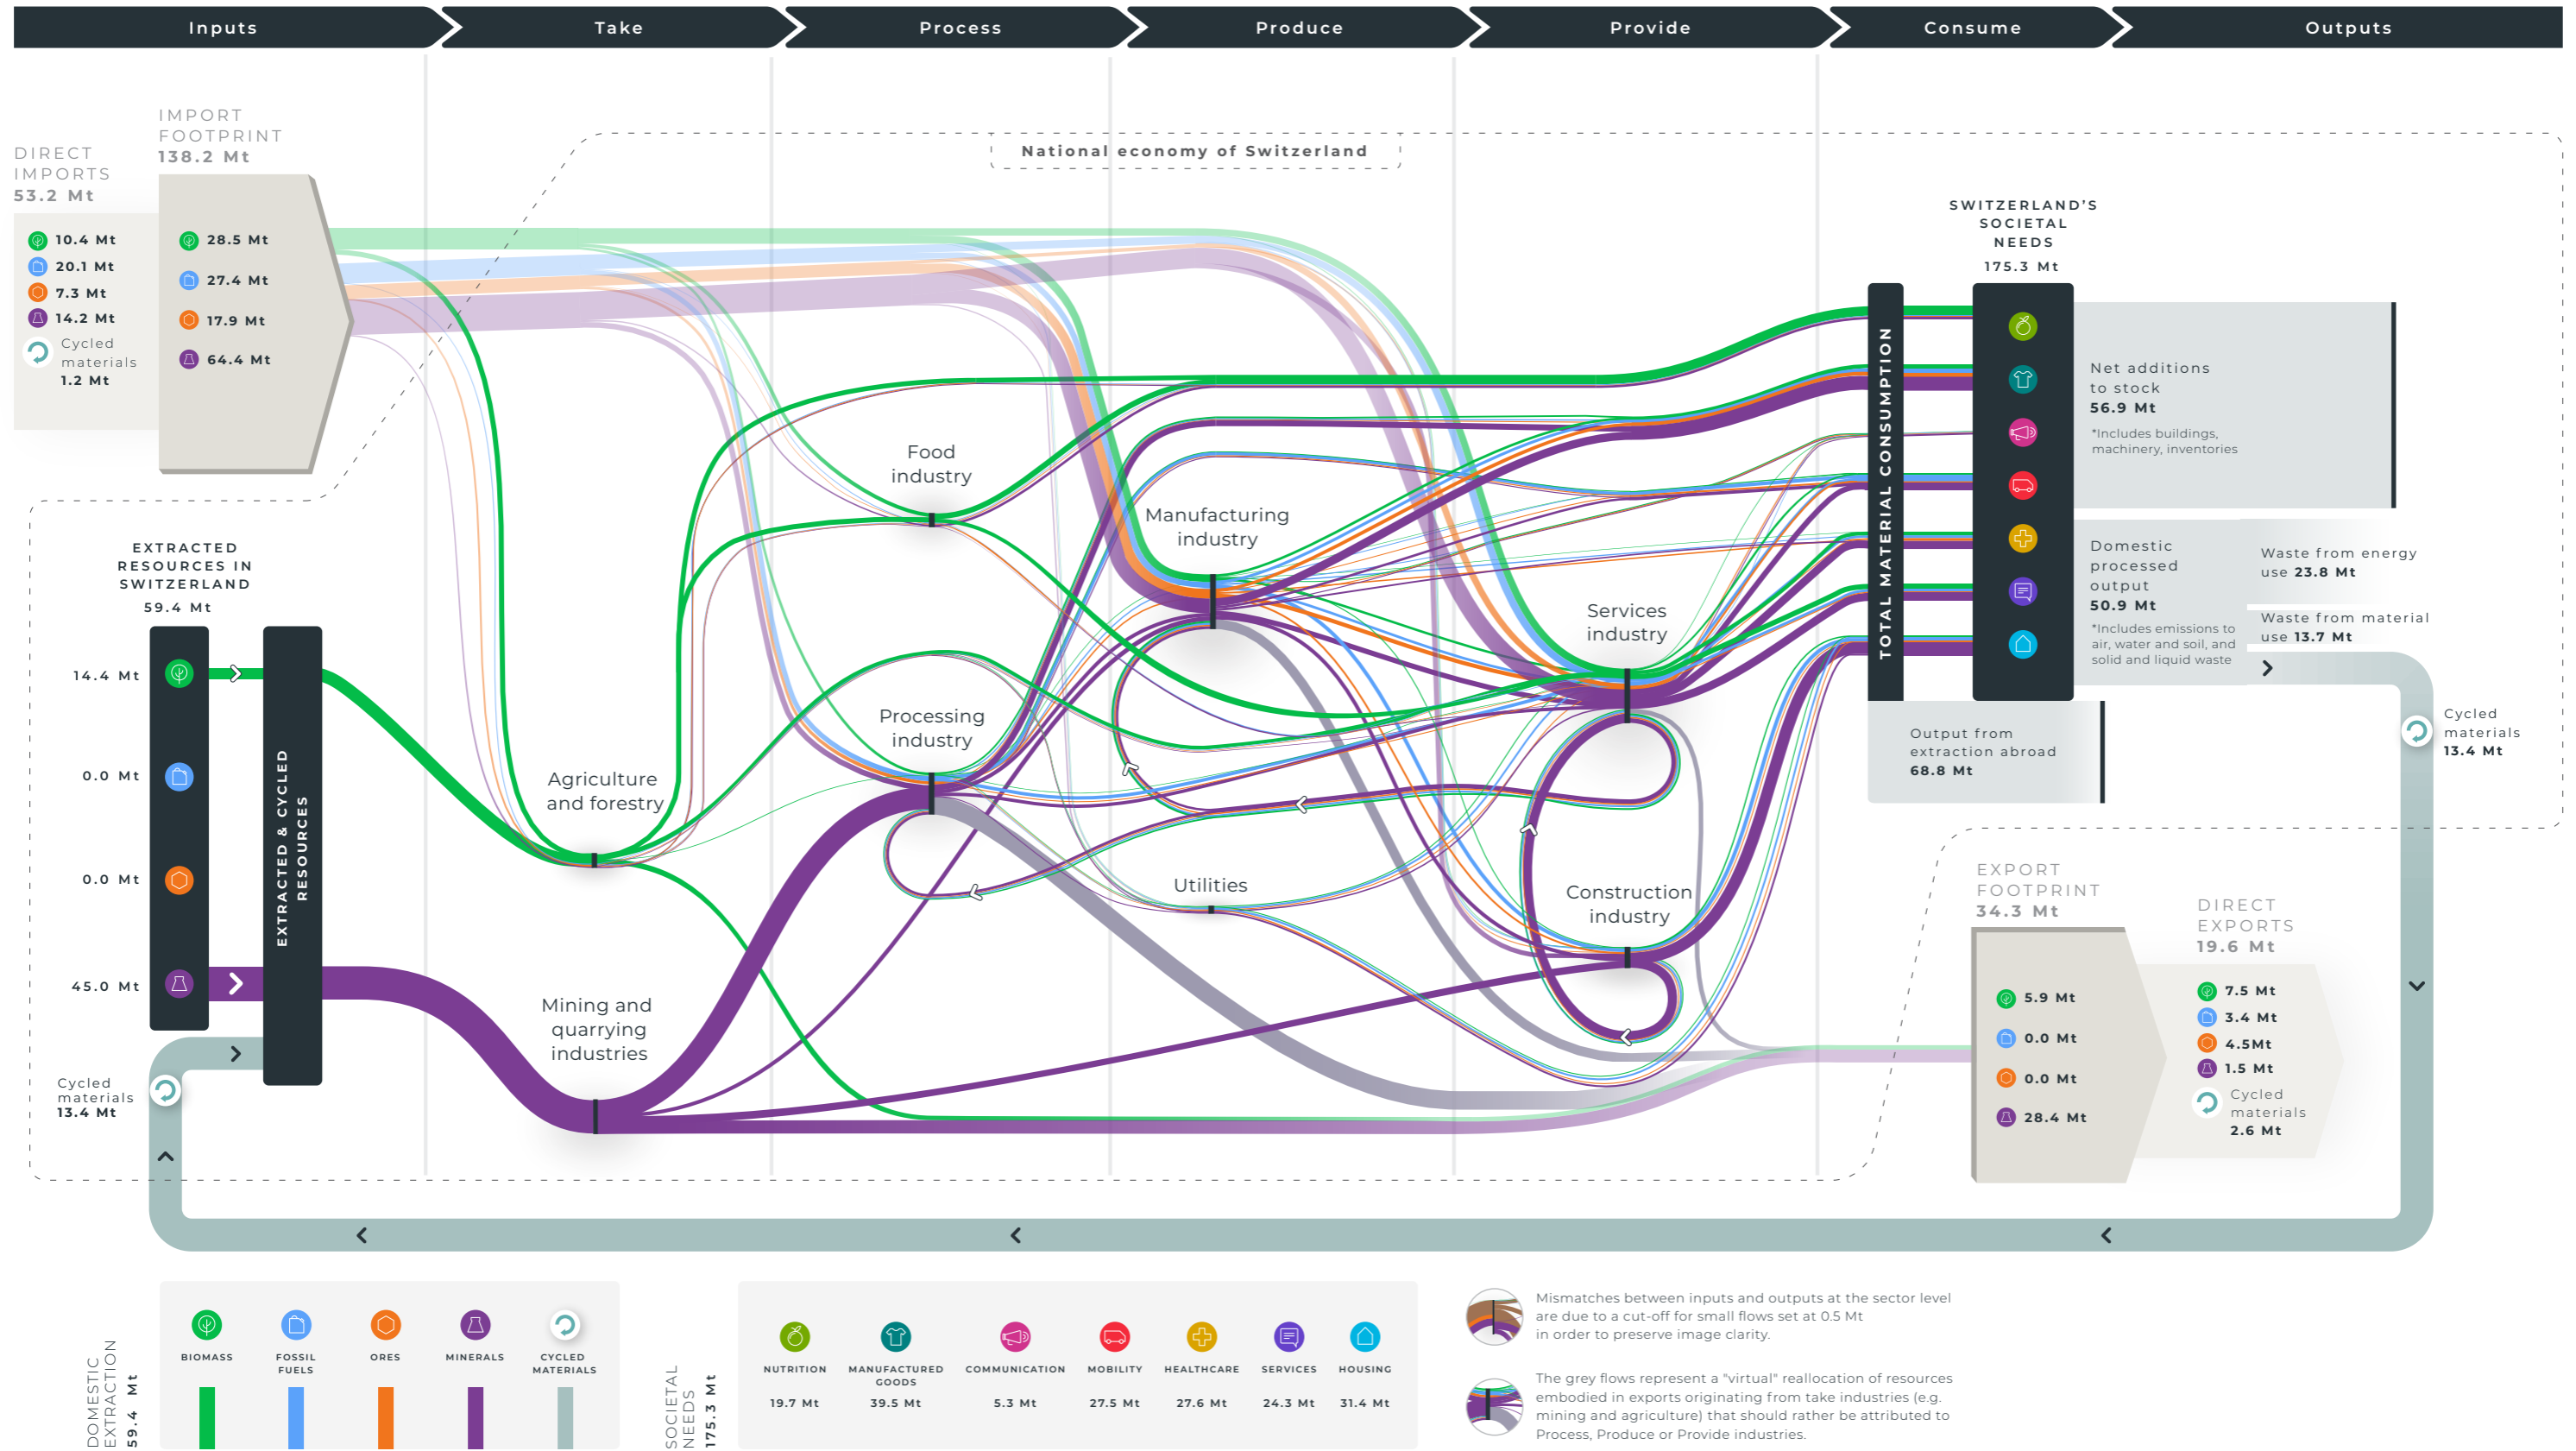 Inputs
Take
Process
Produce
Provide
Consume
Outputs
DIRECT
IMPORTS
53.2 Mt
10.4 Mt
20.1 Mt
7.3 Mt
14.2 Mt
Cycled
materials
1.2 Mt
IMPORT
FOOTPRINT
138.2 Mt
28.5 Mt
27.4 Mt
17.9 Mt
64.4 Mt
National economy of Switzerland
EXTRACTED
RESOURCES IN
SWITZERLAND
59.4 Mt
14.4 Mt
0.0 Mt
0.0 Mt
45.0 Mt
EXTRACTED & CYCLED
RESOURCES
Cycled
materials
13.4 Mt
Agriculture
and forestry
Mining and
quarrying
industries
Food
industry
Processing
industry
Manufacturing
industry
Utilities
Services
industry
Construction
industry
TOTAL MATERIAL CONSUMPTION
SWITZERLAND'S
SOCIETAL
NEEDS
175.3 Mt
Net additions
to stock
56.9 Mt
*Includes buildings,
machinery, inventories
Domestic
processed
output
50.9 Mt
*Includes emissions to
air, water and soil, and
solid and liquid waste
Waste from energy
use 23.8 Mt
Waste from material
use 13.7 Mt
Output from
extraction abroad
68.8 Mt
Cycled
materials
13.4 Mt
EXPORT
FOOTPRINT
34.3 Mt
5.9 Mt
0.0 Mt
0.0 Mt
28.4 Mt
DIRECT
EXPORTS
19.6 Mt
7.5 Mt
3.4 Mt
4.5Mt
1.5 Mt
Cycled
materials
2.6 Mt
DOMESTIC
EXTRACTION
59.4 Mt
BIOMASS
FOSSIL
FUELS
ORES
MINERALS
CYCLED
MATERIALS
SOCIETAL
NEEDS
175.3 Mt
NUTRITION
19.7 Mt
MANUFACTURED
GOODS
39.5 Mt
COMMUNICATION
5.3 Mt
MOBILITY
27.5 Mt
HEALTHCARE
27.6 Mt
SERVICES
24.3 Mt
HOUSING
31.4 Mt
Mismatches between inputs and outputs at the sector level
are due to a cut-off for small flows set at 0.5 Mt
in order to preserve image clarity.
The grey flows represent a "virtual" reallocation of resources
embodied in exports originating from take industries (e.g.
mining and agriculture) that should rather be attributed to
Process, Produce or Provide industries.